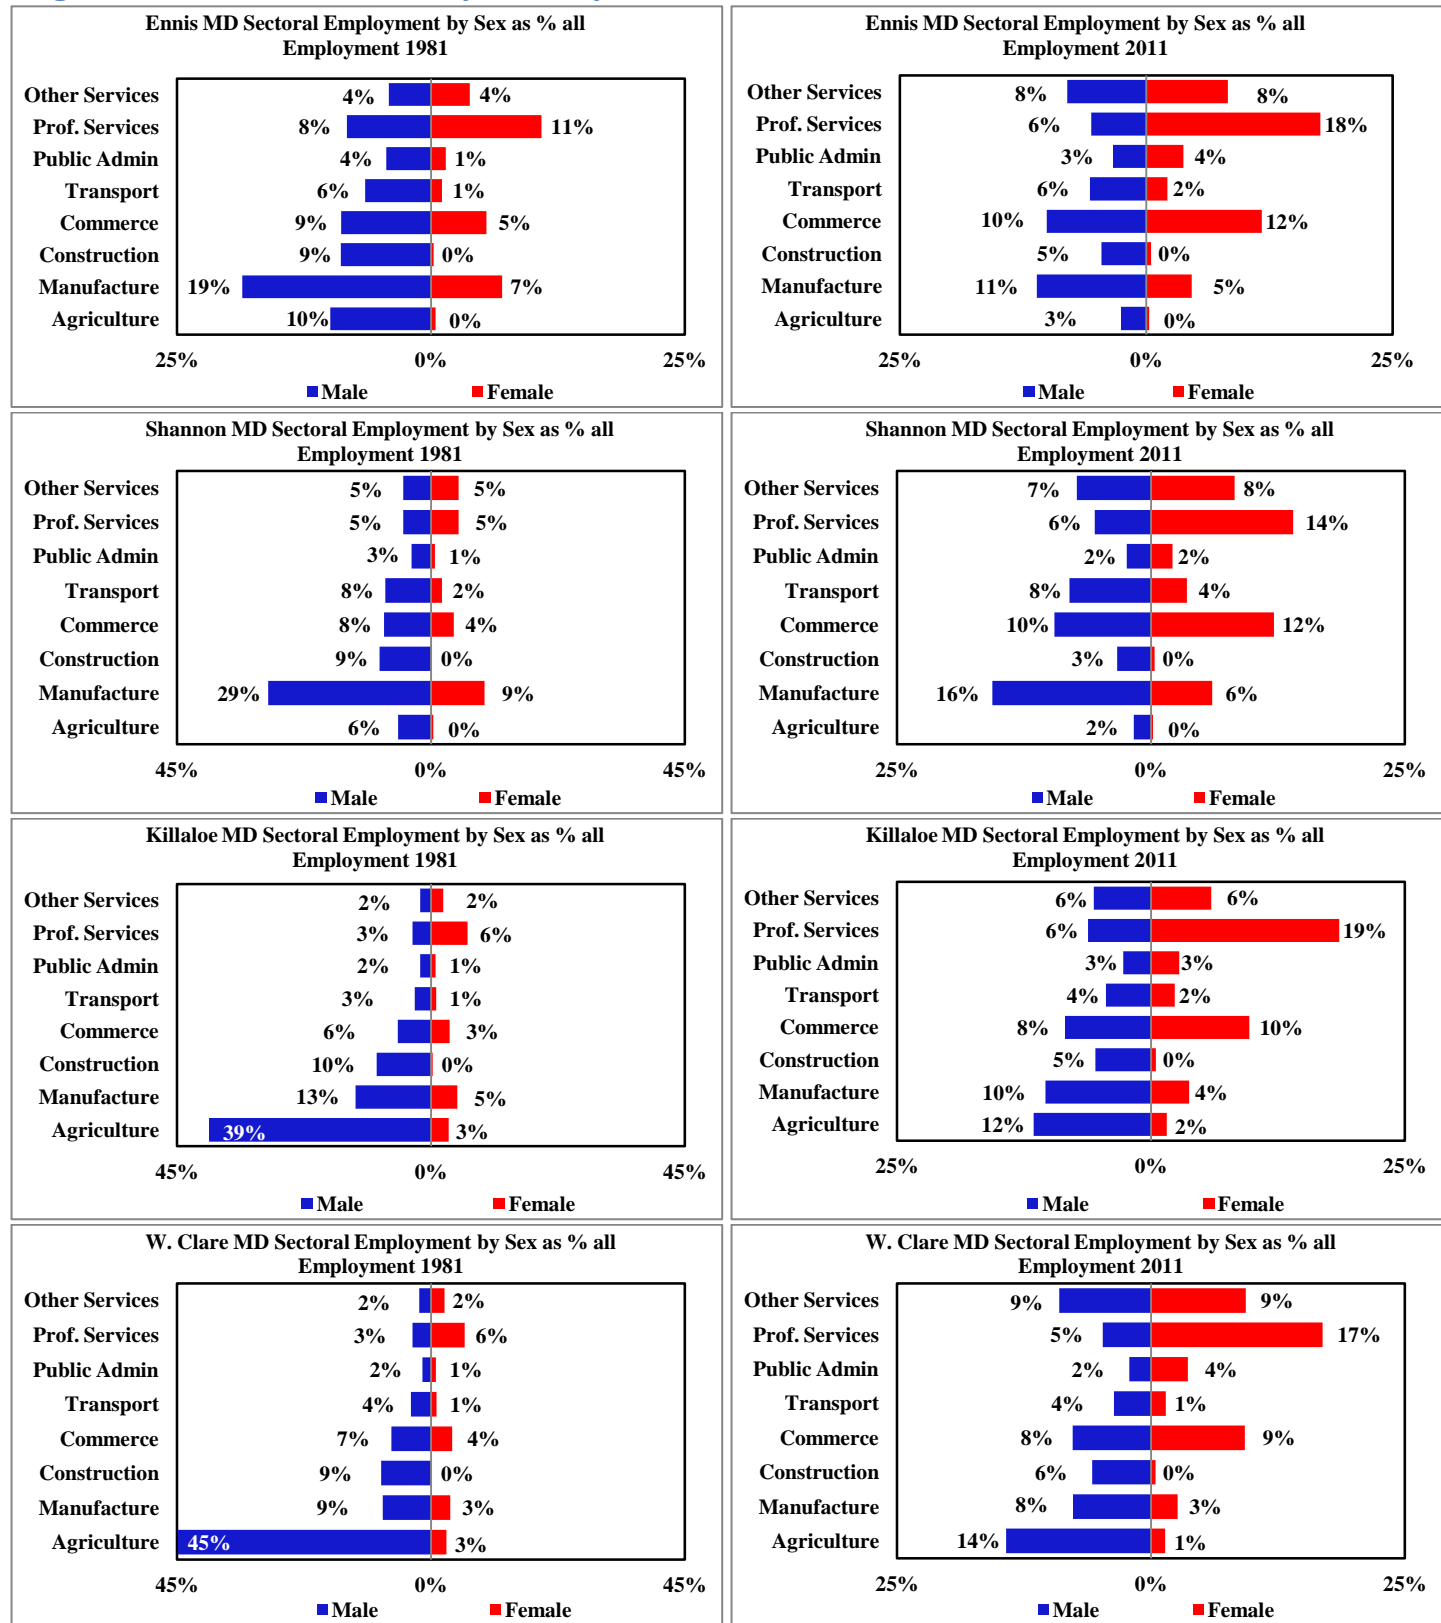 Ennis MD Sectoral Employment by Sex as % all
Employment 1981
Other Services 4% 4%
Prof. Services 8% 11%
Public Admin 4% 1%
Transport 6% 1%
Commerce 9% 5%
Construction 9% 0%
Manufacture 19% 7%
Agriculture 10% 0%
25% 0% 25%
Male Female
Ennis MD Sectoral Employment by Sex as % all
Employment 2011
Other Services 8% 8%
Prof. Services 6% 18%
Public Admin 3% 4%
Transport 6% 2%
Commerce 10% 12%
Construction 5% 0%
Manufacture 11% 5%
Agriculture 3% 0%
25% 0% 25%
Male Female
Shannon MD Sectoral Employment by Sex as % all
Employment 1981
Other Services 5% 5%
Prof. Services 5% 5%
Public Admin 3% 1%
Transport 8% 2%
Commerce 8% 4%
Construction 9% 0%
Manufacture 29% 9%
Agriculture 6% 0%
45% 0% 45%
Male Female
Shannon MD Sectoral Employment by Sex as % all
Employment 2011
Other Services 7% 8%
Prof. Services 6% 14%
Public Admin 2% 2%
Transport 8% 4%
Commerce 10% 12%
Construction 3% 0%
Manufacture 16% 6%
Agriculture 2% 0%
25% 0% 25%
Male Female
Killaloe MD Sectoral Employment by Sex as % all
Employment 1981
Other Services 2% 2%
Prof. Services 3% 6%
Public Admin 2% 1%
Transport 3% 1%
Commerce 6% 3%
Construction 10% 0%
Manufacture 13% 5%
Agriculture 39% 3%
45% 0% 45%
Male Female
Killaloe MD Sectoral Employment by Sex as % all
Employment 2011
Other Services 6% 6%
Prof. Services 6% 19%
Public Admin 3% 3%
Transport 4% 2%
Commerce 8% 10%
Construction 5% 0%
Manufacture 10% 4%
Agriculture 12% 2%
25% 0% 25%
Male Female
W. Clare MD Sectoral Employment by Sex as % all
Employment 1981
Other Services 2% 2%
Prof. Services 3% 6%
Public Admin 2% 1%
Transport 4% 1%
Commerce 7% 4%
Construction 9% 0%
Manufacture 9% 3%
Agriculture 45% 3%
45% 0% 45%
Male Female
W. Clare MD Sectoral Employment by Sex as % all
Employment 2011
Other Services 9% 9%
Prof. Services 5% 17%
Public Admin 2% 4%
Transport 4% 1%
Commerce 8% 9%
Construction 6% 0%
Manufacture 8% 3%
Agriculture 14% 1%
25% 0% 25%
Male Female